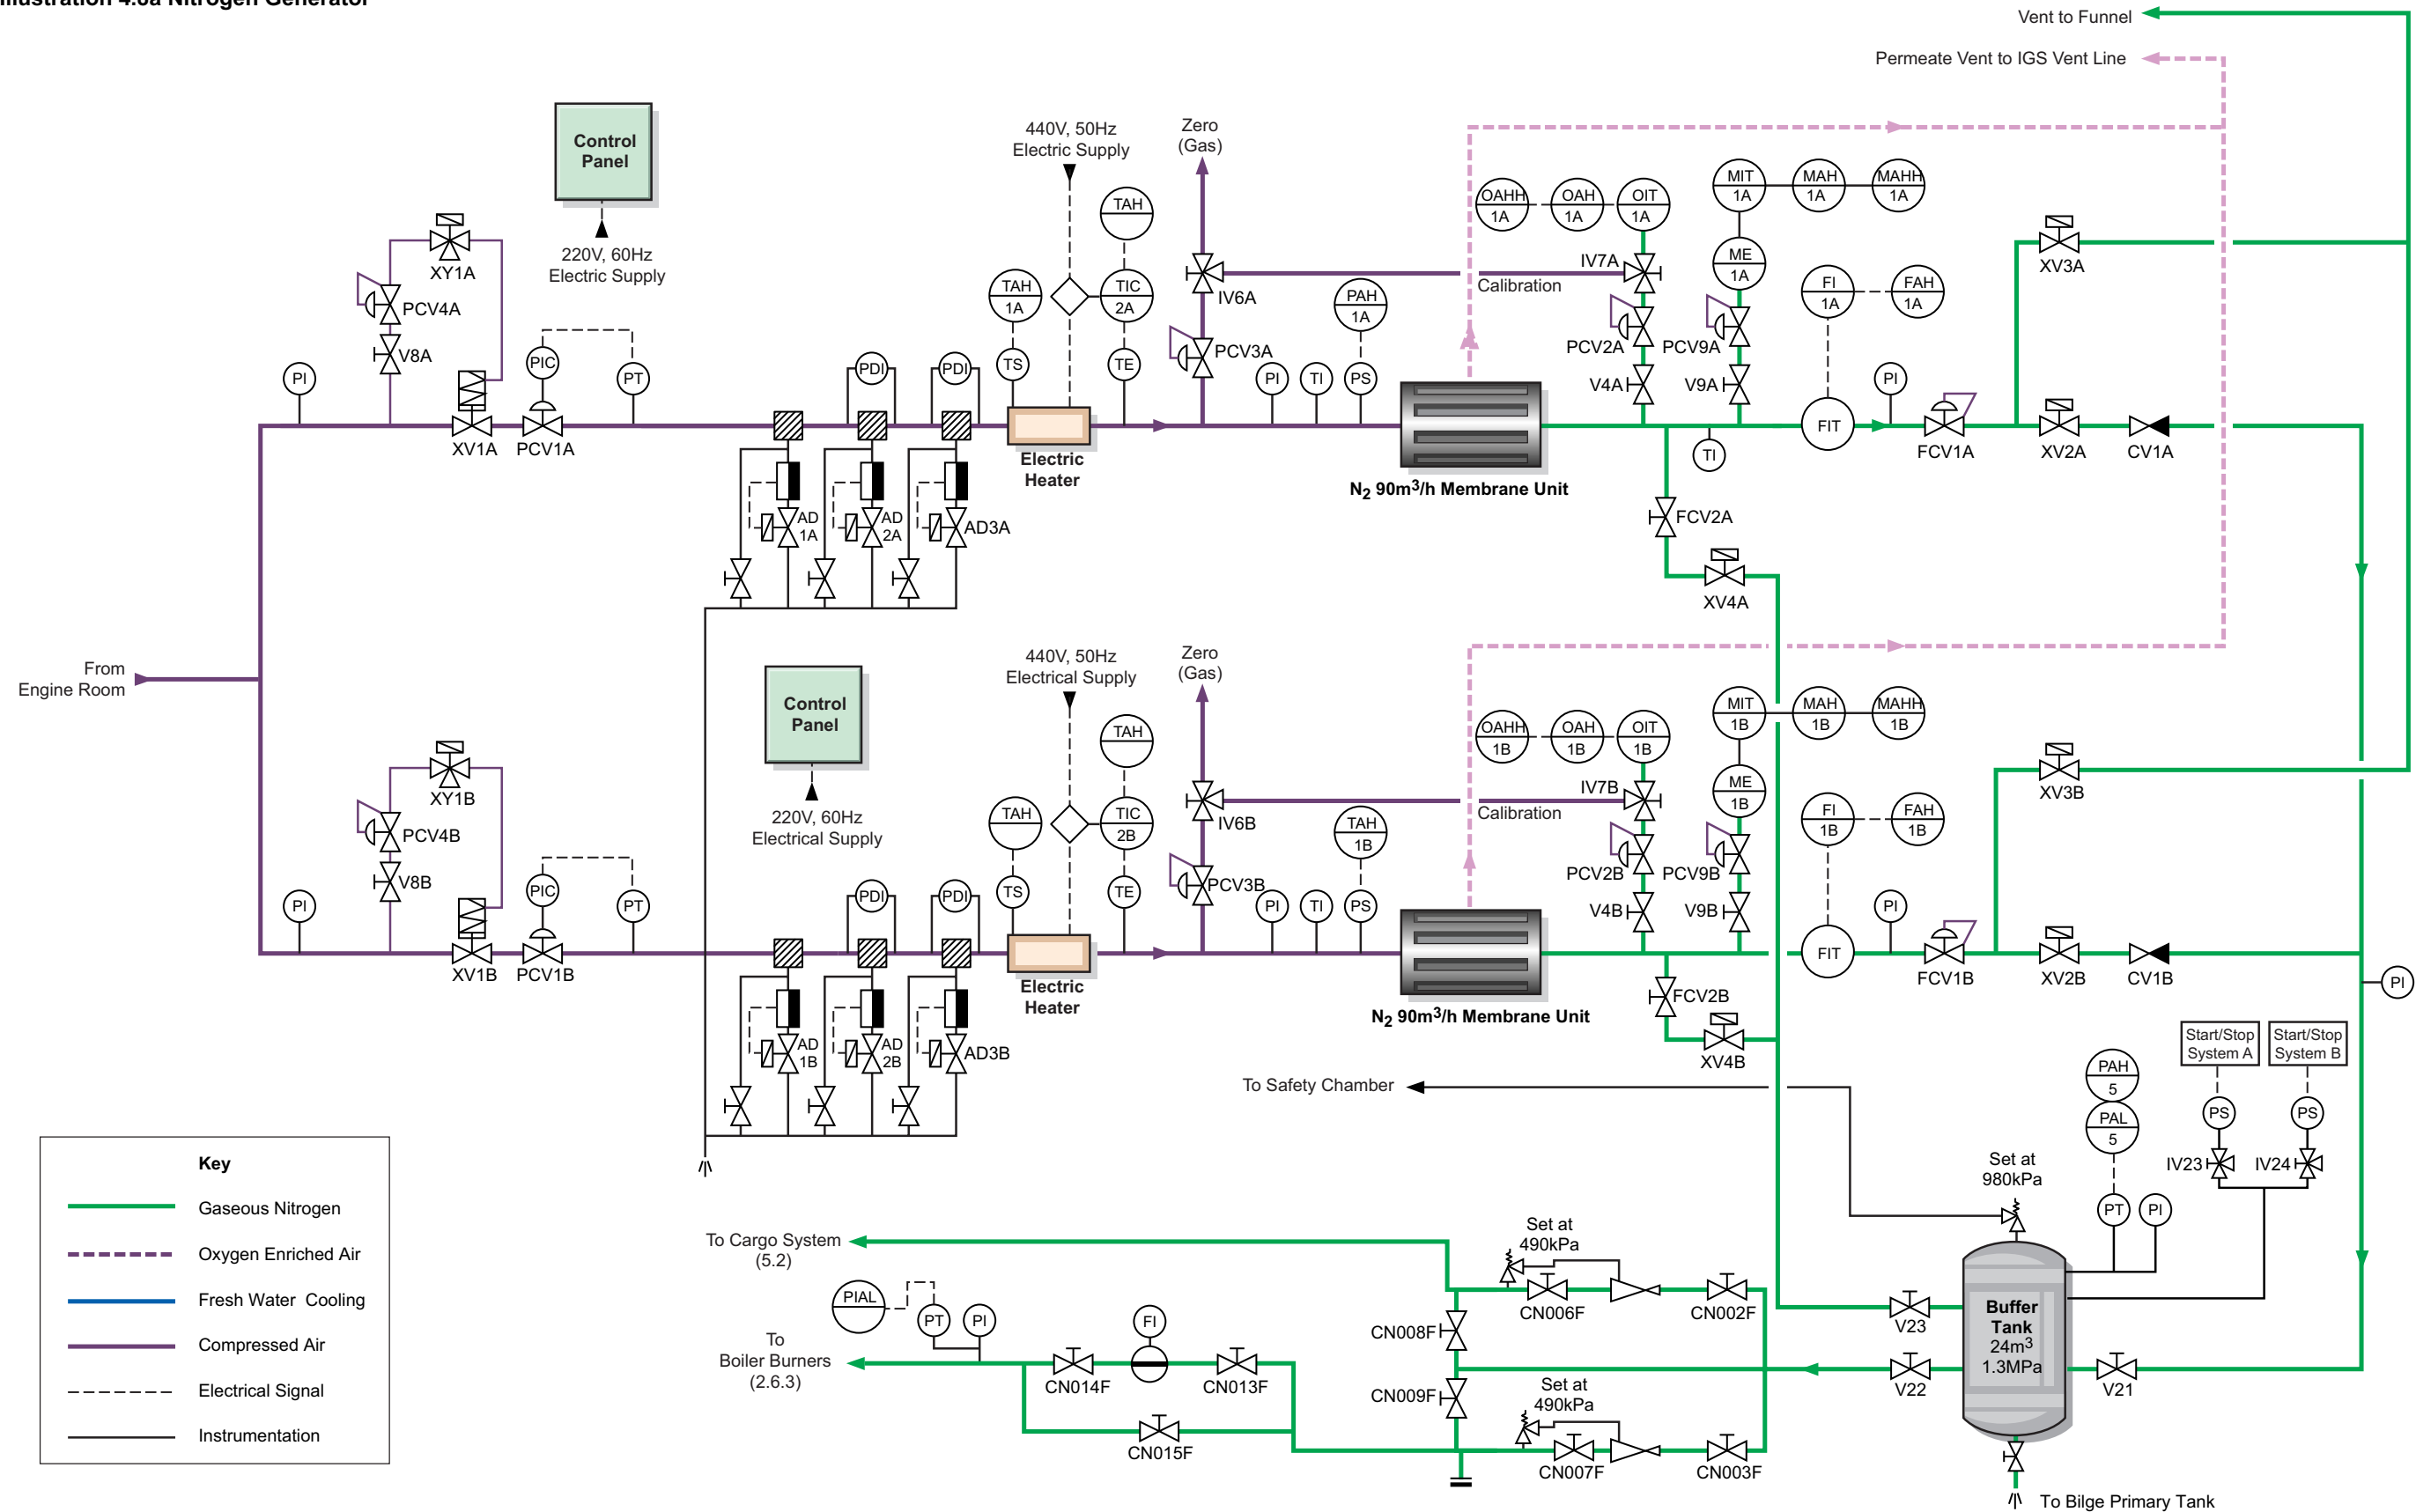 Illustration 4.8a Nitrogen Generator
Vent to Funnel
Permeate Vent to IGS Vent Line
Control
Panel
220V, 60Hz
Electric Supply
440V, 50Hz
Electric Supply
Zero
(Gas)
TAH
TAH
1A
TIC
2A
TS
TE
XY1A
PCV4A
V8A
PI
XV1A
PIC
PCV1A
PT
PDI
PDI
AD
1A
AD
2A
AD3A
Electric
Heater
IV6A
PCV3A
Calibration
PI
TI
PAH
1A
PS
N2 90m3/h Membrane Unit
OAHH
1A
OAH
1A
OIT
1A
IV7A
PCV2A
V4A
MIT
1A
MAH
1A
MAHH
1A
ME
1A
PCV9A
V9A
TI
FI
1A
FAH
1A
FIT
PI
FCV1A
XV3A
XV2A
CV1A
FCV2A
XV4A
From
Engine Room
Control
Panel
220V, 60Hz
Electrical Supply
440V, 50Hz
Electrical Supply
Zero
(Gas)
TAH
TAH
TIC
2B
TS
TE
XY1B
PCV4B
V8B
PI
XV1B
PIC
PCV1B
PT
PDI
PDI
AD
1B
AD
2B
AD3B
Electric
Heater
IV6B
PCV3B
Calibration
PI
TI
TAH
1B
PS
N2 90m3/h Membrane Unit
OAHH
1B
OAH
1B
OIT
1B
IV7B
PCV2B
V4B
MIT
1B
MAH
1B
MAHH
1B
ME
1B
PCV9B
V9B
FI
1B
FAH
1B
FIT
PI
FCV1B
XV3B
XV2B
CV1B
PI
FCV2B
XV4B
To Safety Chamber
PAH
5
PAL
5
PT
PI
Start/Stop
System A
Start/Stop
System B
PS
PS
IV23
IV24
Set at
980kPa
Buffer
Tank
24m3
1.3MPa
V23
V22
V21
To Bilge Primary Tank
To Cargo System
(5.2)
Set at
490kPa
CN006F
CN002F
CN008F
CN009F
Set at
490kPa
CN007F
CN003F
PIAL
PT
PI
FI
To
Boiler Burners
(2.6.3)
CN014F
CN013F
CN015F
Key
Gaseous Nitrogen
Oxygen Enriched Air
Fresh Water Cooling
Compressed Air
Electrical Signal
Instrumentation